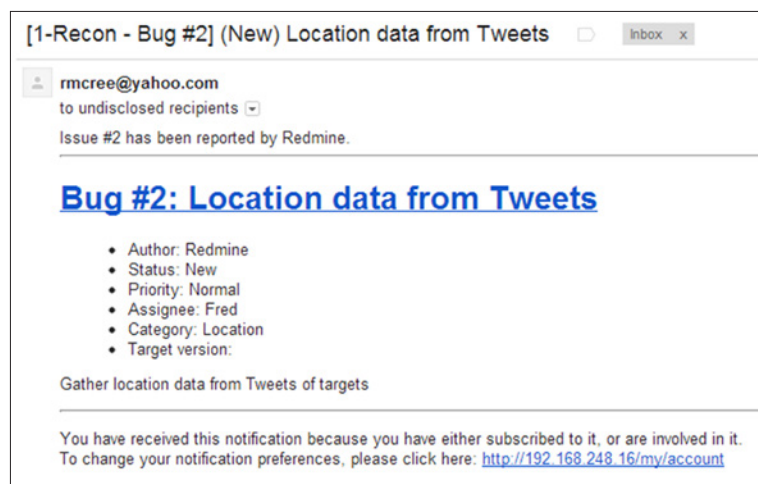 [1-Recon - Bug #2] (New) Location data from Tweets Inbox x
rmcree@yahoo.com
to undisclosed recipients
Issue #2 has been reported by Redmine.
Bug #2: Location data from Tweets
• Author: Redmine
• Status: New
• Priority: Normal
• Assignee: Fred
• Category: Location
• Target version:
Gather location data from Tweets of targets
You have received this notification because you have either subscribed to it, or are involved in it.
To change your notification preferences, please click here: http://192.168.248.16/my/account